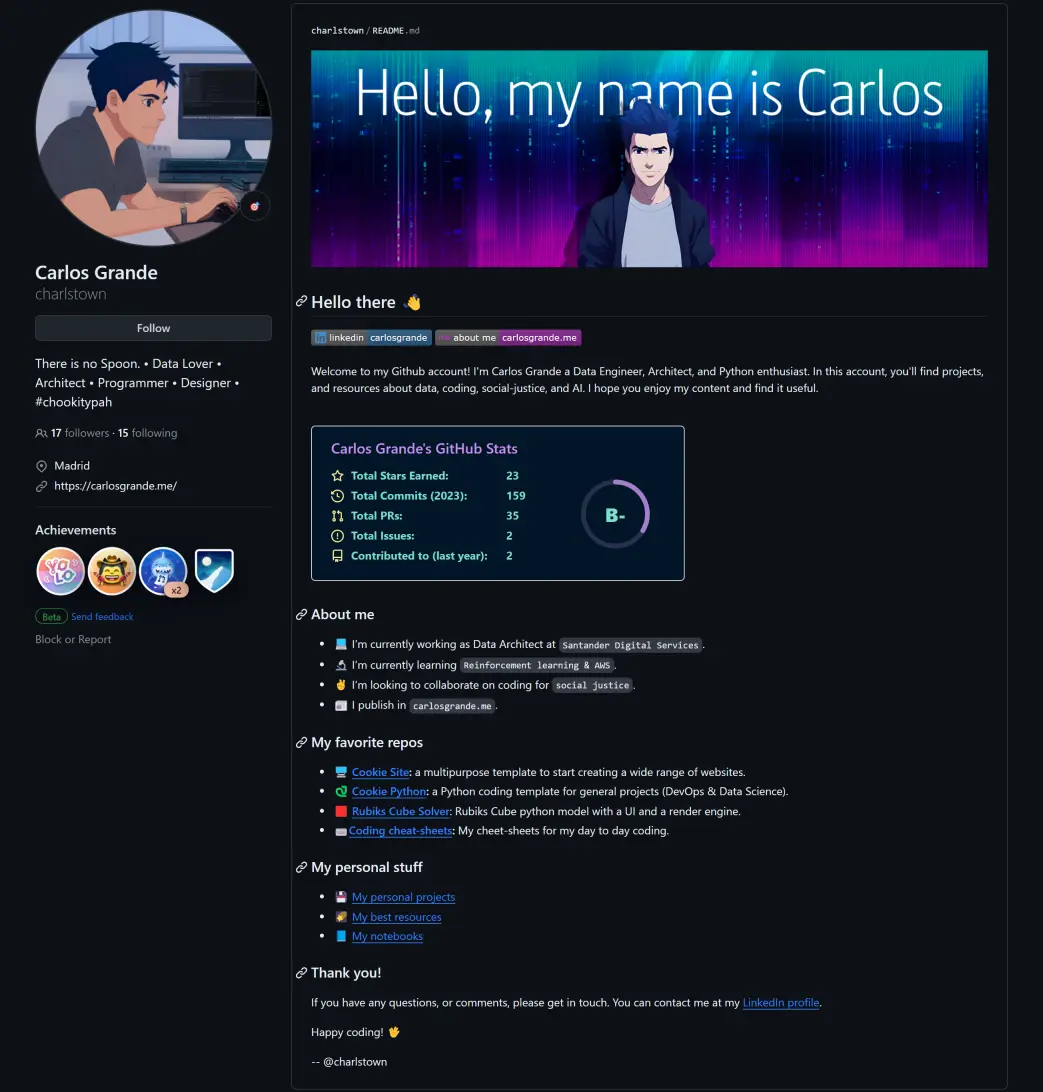 Carlos Grande
charlstown
Follow
There is no Spoon. • Data Lover •
Architect • Programmer • Designer •
#chookitypah
17 followers · 15 following
Madrid
https://carlosgrande.me/
Achievements
YOLO
x2
Beta Send feedback
Block or Report
charlstown/README.md
Hello, my name is Carlos
Hello there 👋
in linkedin carlosgrande about me carlosgrande.me
Welcome to my Github account! I'm Carlos Grande a Data Engineer, Architect, and Python enthusiast. In this account, you'll find projects,
and resources about data, coding, social-justice, and AI. I hope you enjoy my content and find it useful.
Carlos Grande's GitHub Stats
Total Stars Earned: 23
Total Commits (2023): 159
Total PRs: 35
Total Issues: 2
Contributed to (last year): 2
B-
About me
• 💻 I'm currently working as Data Architect at Santander Digital Services.
• 🔬 I'm currently learning Reinforcement learning & AWS.
• ✌️ I'm looking to collaborate on coding for social justice.
• 📰 I publish in carlosgrande.me.
My favorite repos
• 🖥️ Cookie Site: a multipurpose template to start creating a wide range of websites.
• 🐍 Cookie Python: a Python coding template for general projects (DevOps & Data Science).
• 🟥 Rubiks Cube Solver: Rubiks Cube python model with a UI and a render engine.
• ⌨️ Coding cheat-sheets: My cheet-sheets for my day to day coding.
My personal stuff
• 💾 My personal projects
• 🌠 My best resources
• 📘 My notebooks
Thank you!
If you have any questions, or comments, please get in touch. You can contact me at my LinkedIn profile.
Happy coding! 🖖
-- @charlstown